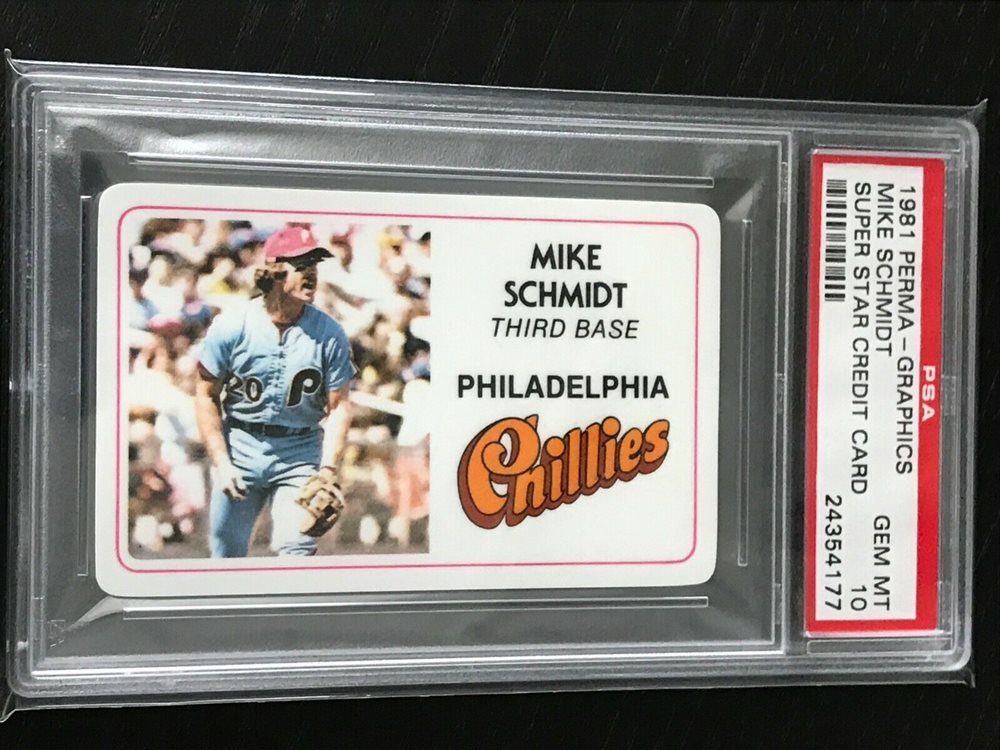 MIKE
SCHMIDT
THIRD BASE
PHILADELPHIA
Phillies
20 P
PSA
1981 PERMA-GRAPHICS
MIKE SCHMIDT GEM MT
SUPER STAR CREDIT CARD 10
24354177